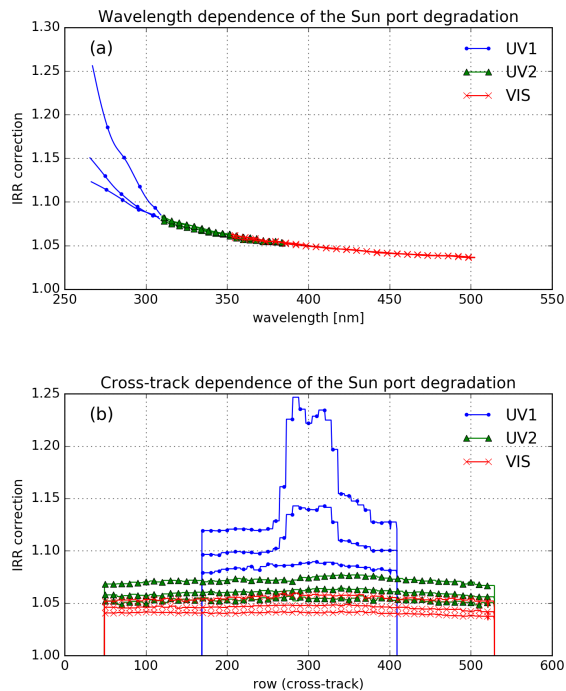 Wavelength dependence of the Sun port degradation
1.30
1.25
1.20
1.15
1.10
1.05
1.00
IRR correction
(a)
UV1
UV2
VIS
250 300 350 400 450 500 550
wavelength [nm]
Cross-track dependence of the Sun port degradation
1.25
1.20
1.15
1.10
1.05
1.00
IRR correction
(b)
UV1
UV2
VIS
0 100 200 300 400 500 600
row (cross-track)